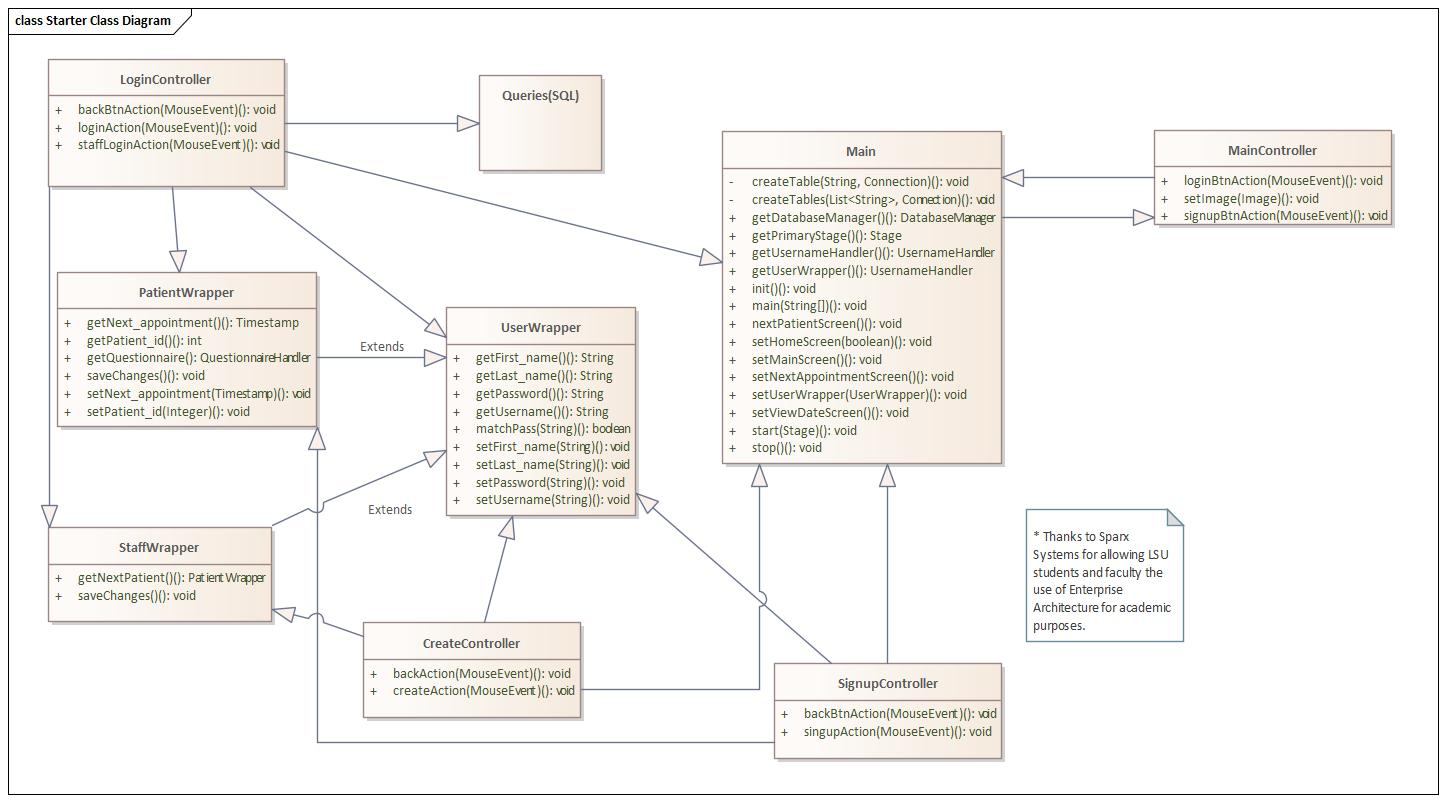 class Starter Class Diagram
LoginController
+ backBtnAction(MouseEvent)(): void
+ loginAction(MouseEvent)(): void
+ staffLoginAction(MouseEvent)(): void
Queries(SQL)
Main
- createTable(String, Connection)(): void
- createTables(List<String>, Connection)(): void
+ getDatabaseManager()(): DatabaseManager
+ getPrimaryStage()(): Stage
+ getUsernameHandler()(): UsernameHandler
+ getUserWrapper()(): UsernameHandler
+ init()(): void
+ main(String[])(): void
+ nextPatientScreen()(): void
+ setHomeScreen(boolean)(): void
+ setMainScreen()(): void
+ setNextAppointmentScreen()(): void
+ setUserWrapper(UserWrapper)(): void
+ setViewDateScreen()(): void
+ start(Stage)(): void
+ stop()(): void
MainController
+ loginBtnAction(MouseEvent)(): void
+ setImage(Image)(): void
+ signupBtnAction(MouseEvent)(): void
PatientWrapper
+ getNext_appointment()(): Timestamp
+ getPatient_id()(): int
+ getQuestionnaire(): QuestionnaireHandler
+ saveChanges()(): void
+ setNext_appointment(Timestamp)(): void
+ setPatient_id(Integer)(): void
Extends
UserWrapper
+ getFirst_name()(): String
+ getLast_name()(): String
+ getPassword()(): String
+ getUsername()(): String
+ matchPass(String)(): boolean
+ setFirst_name(String)(): void
+ setLast_name(String)(): void
+ setPassword(String)(): void
+ setUsername(String)(): void
Extends
StaffWrapper
+ getNextPatient()(): PatientWrapper
+ saveChanges()(): void
CreateController
+ backAction(MouseEvent)(): void
+ createAction(MouseEvent)(): void
SignupController
+ backBtnAction(MouseEvent)(): void
+ singupAction(MouseEvent)(): void
* Thanks to Sparx
Systems for allowing LSU
students and faculty the
use of Enterprise
Architecture for academic
purposes.